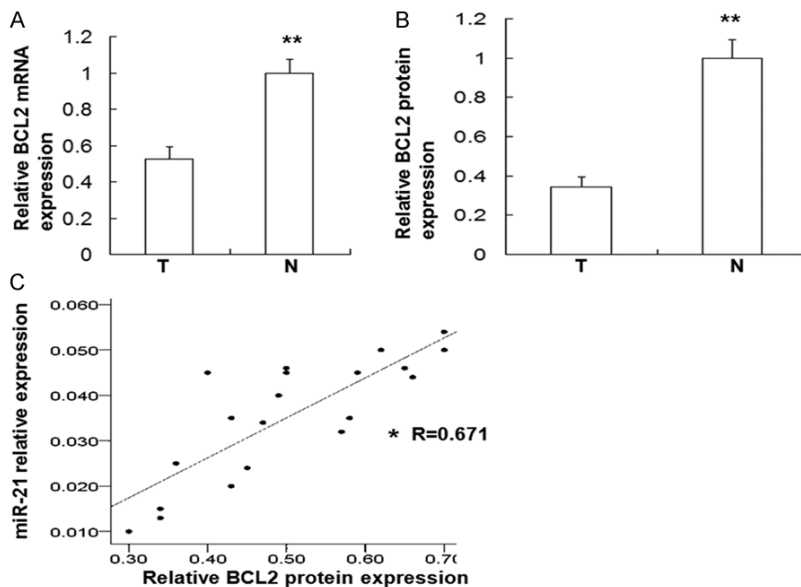 A
Relative BCL2 mRNA
expression
1.2
1
0.8
0.6
0.4
0.2
0
**
T
N
B
Relative BCL2 protein
expression
1.2
1
0.8
0.6
0.4
0.2
0
**
T
N
C
miR-21 relative expression
0.060
0.050
0.040
0.030
0.020
0.010
* R=0.671
0.30
0.40
0.50
0.60
0.70
Relative BCL2 protein expression